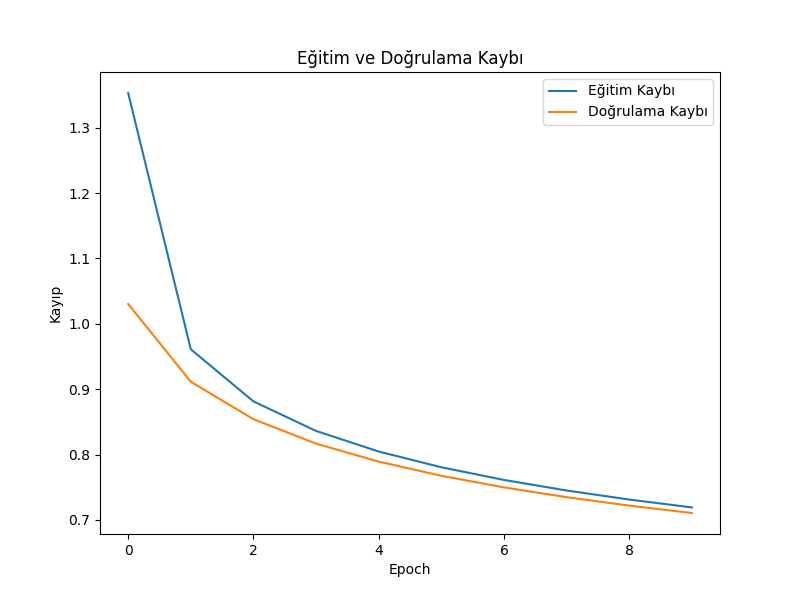 Eğitim ve Doğrulama Kaybı
Eğitim Kaybı
Doğrulama Kaybı
Kayıp
1.3
1.2
1.1
1.0
0.9
0.8
0.7
0 2 4 6 8
Epoch